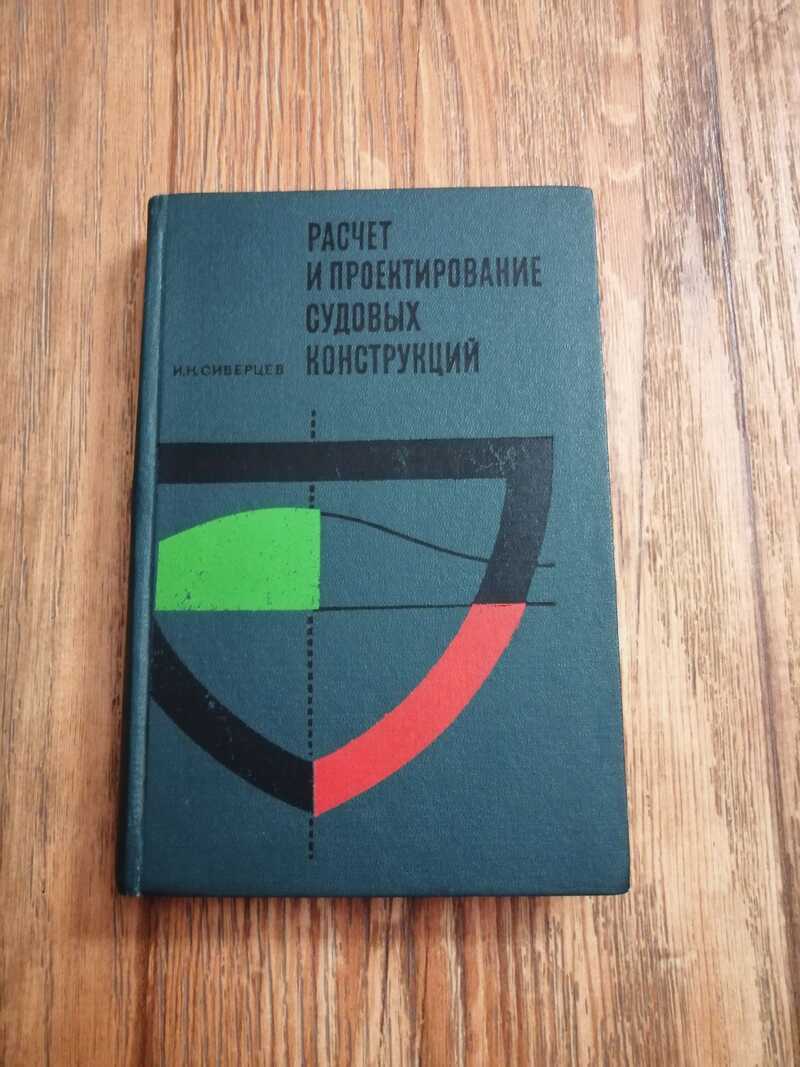 РАСЧЕТ
И ПРОЕКТИРОВАНИЕ
СУДОВЫХ
КОНСТРУКЦИЙ
И.Н.СИВЕРЦЕВ